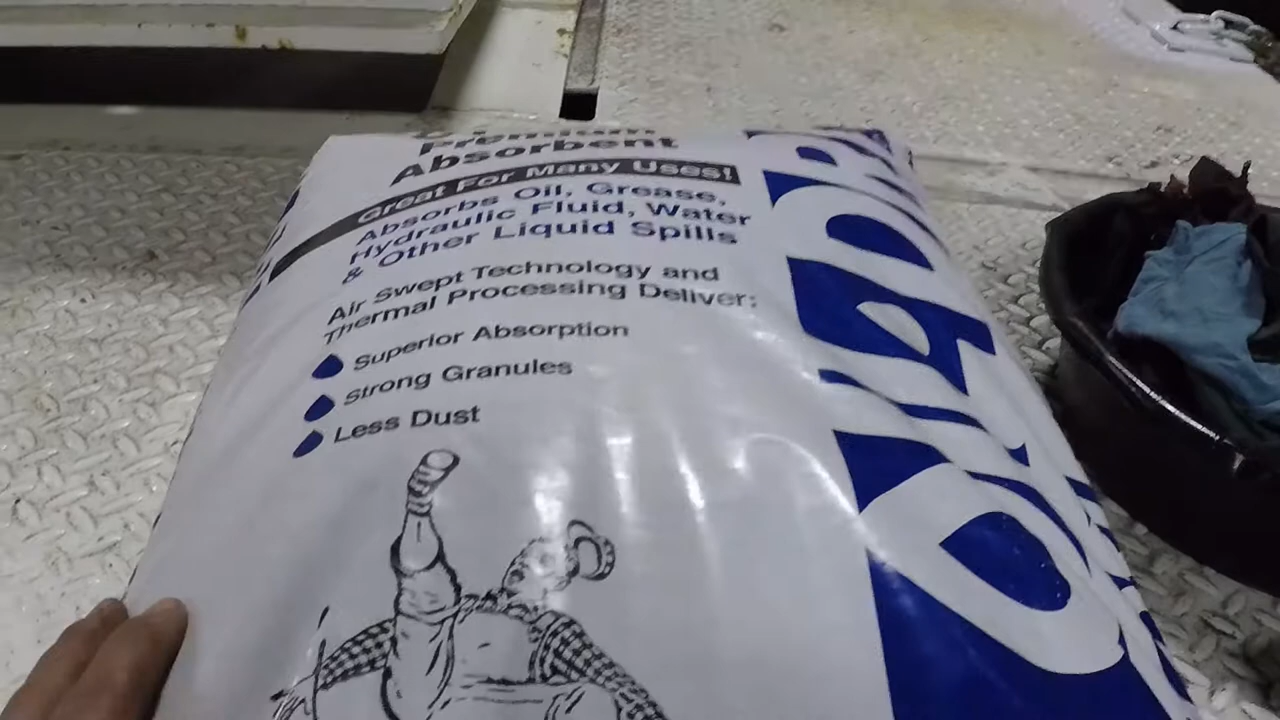 Premium
Absorbent
Great For Many Uses!
Absorbs Oil, Grease,
Hydraulic Fluid, Water
& Other Liquid Spills
Air Swept Technology and
Thermal Processing Deliver:
Superior Absorption
Strong Granules
Less Dust